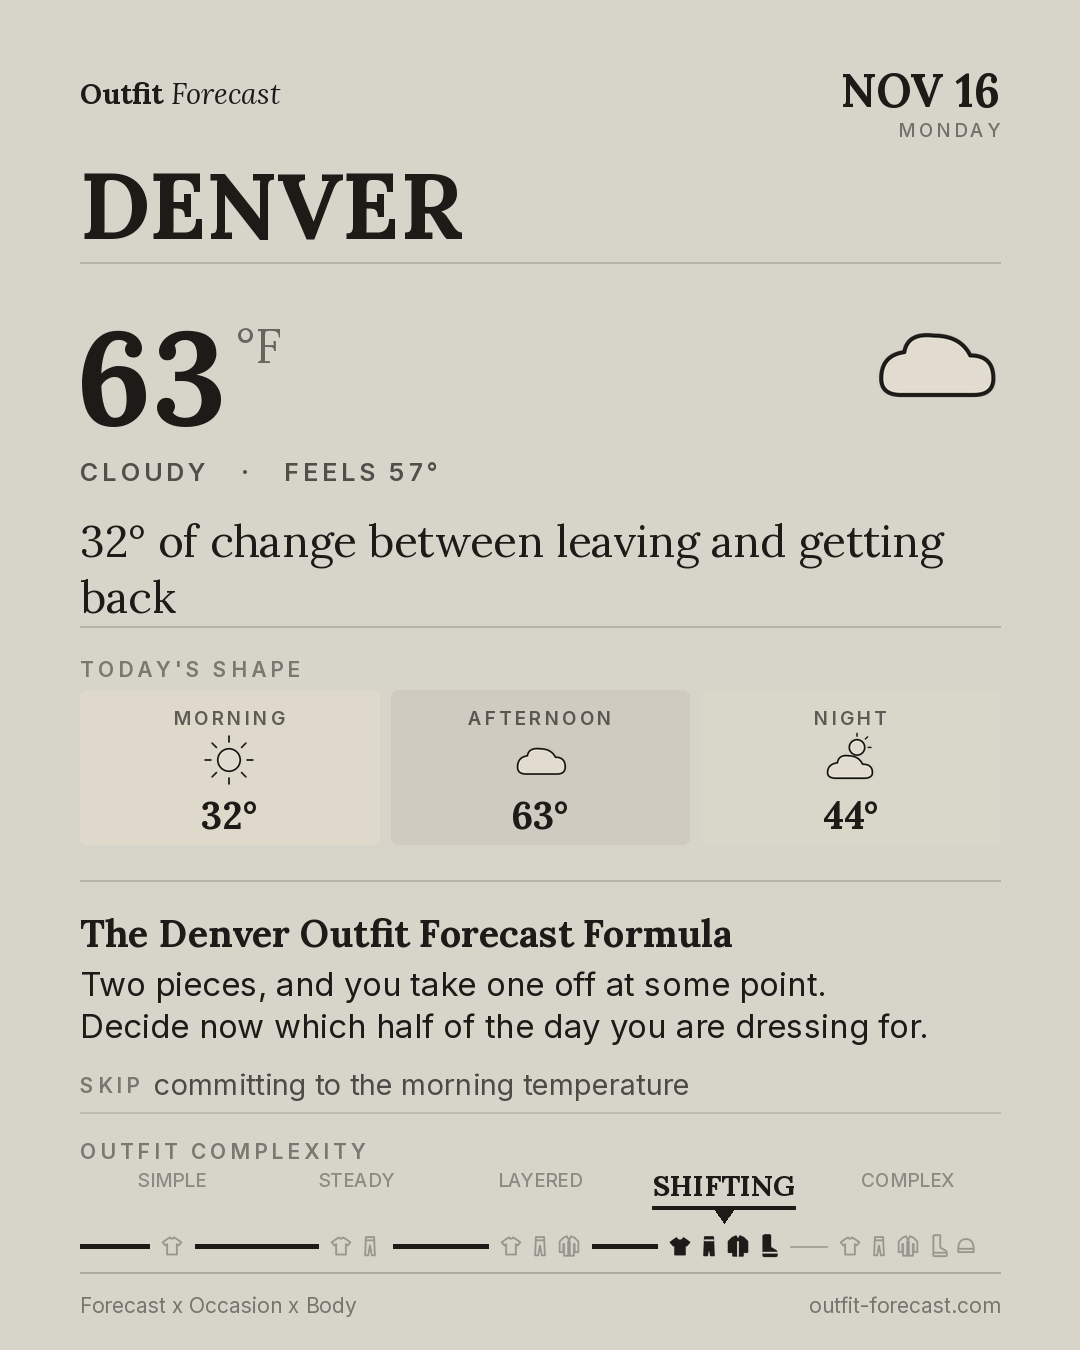 Outfit Forecast
NOV 16
MONDAY
DENVER
63 °F
CLOUDY · FEELS 57°
32° of change between leaving and getting
back
TODAY'S SHAPE
MORNING
32°
AFTERNOON
63°
NIGHT
44°
The Denver Outfit Forecast Formula
Two pieces, and you take one off at some point.
Decide now which half of the day you are dressing for.
SKIP committing to the morning temperature
OUTFIT COMPLEXITY
SIMPLE STEADY LAYERED SHIFTING COMPLEX
Forecast x Occasion x Body
outfit-forecast.com